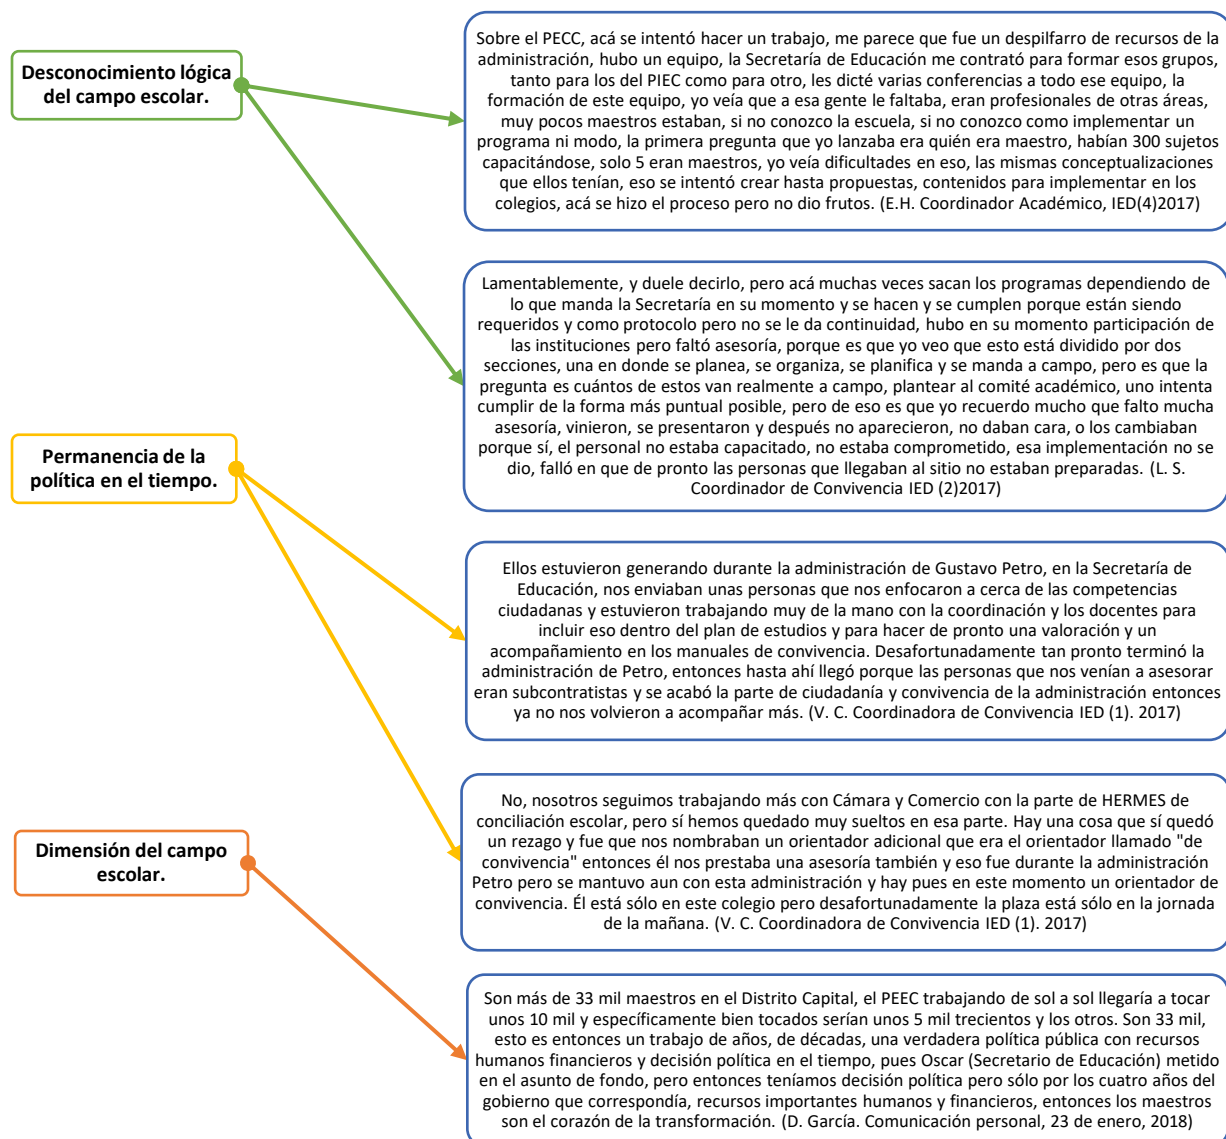 Desconocimiento lógica
del campo escolar.
Sobre el PECC, acá se intentó hacer un trabajo, me parece que fue un despilfarro de recursos de la
administración, hubo un equipo, la Secretaría de Educación me contrató para formar esos grupos,
tanto para los del PIEC como para otro, les dicté varias conferencias a todo ese equipo, la
formación de este equipo, yo veía que a esa gente le faltaba, eran profesionales de otras áreas,
muy pocos maestros estaban, si no conozco la escuela, si no conozco como implementar un
programa ni modo, la primera pregunta que yo lanzaba era quién era maestro, habían 300 sujetos
capacitándose, solo 5 eran maestros, yo veía dificultades en eso, las mismas conceptualizaciones
que ellos tenían, eso se intentó crear hasta propuestas, contenidos para implementar en los
colegios, acá se hizo el proceso pero no dio frutos. (E.H. Coordinador Académico, IED(4)2017)
Lamentablemente, y duele decirlo, pero acá muchas veces sacan los programas dependiendo de
lo que manda la Secretaría en su momento y se hacen y se cumplen porque están siendo
requeridos y como protocolo pero no se le da continuidad, hubo en su momento participación de
las instituciones pero faltó asesoría, porque es que yo veo que esto está dividido por dos
secciones, una en donde se planea, se organiza, se planifica y se manda a campo, pero es que la
pregunta es cuántos de estos van realmente a campo, plantear al comité académico, uno intenta
cumplir de la forma más puntual posible, pero de eso es que yo recuerdo mucho que falto mucha
asesoría, vinieron, se presentaron y después no aparecieron, no daban cara, o los cambiaban
porque sí, el personal no estaba capacitado, no estaba comprometido, esa implementación no se
dio, falló en que de pronto las personas que llegaban al sitio no estaban preparadas. (L. S.
Coordinador de Convivencia IED (2)2017)
Permanencia de la
política en el tiempo.
Ellos estuvieron generando durante la administración de Gustavo Petro, en la Secretaría de
Educación, nos enviaban unas personas que nos enfocaron a cerca de las competencias
ciudadanas y estuvieron trabajando muy de la mano con la coordinación y los docentes para
incluir eso dentro del plan de estudios y para hacer de pronto una valoración y un
acompañamiento en los manuales de convivencia. Desafortunadamente tan pronto terminó la
administración de Petro, entonces hasta ahí llegó porque las personas que nos venían a asesorar
eran subcontratistas y se acabó la parte de ciudadanía y convivencia de la administración entonces
ya no nos volvieron a acompañar más. (V. C. Coordinadora de Convivencia IED (1). 2017)
No, nosotros seguimos trabajando más con Cámara y Comercio con la parte de HERMES de
conciliación escolar, pero sí hemos quedado muy sueltos en esa parte. Hay una cosa que sí quedó
un rezago y fue que nos nombraban un orientador adicional que era el orientador llamado "de
convivencia" entonces él nos prestaba una asesoría también y eso fue durante la administración
Petro pero se mantuvo aun con esta administración y hay pues en este momento un orientador de
convivencia. Él está sólo en este colegio pero desafortunadamente la plaza está sólo en la jornada
de la mañana. (V. C. Coordinadora de Convivencia IED (1). 2017)
Dimensión del campo
escolar.
Son más de 33 mil maestros en el Distrito Capital, el PEEC trabajando de sol a sol llegaría a tocar
unos 10 mil y específicamente bien tocados serían unos 5 mil trecientos y los otros. Son 33 mil,
esto es entonces un trabajo de años, de décadas, una verdadera política pública con recursos
humanos financieros y decisión política en el tiempo, pues Oscar (Secretario de Educación) metido
en el asunto de fondo, pero entonces teníamos decisión política pero sólo por los cuatro años del
gobierno que correspondía, recursos importantes humanos y financieros, entonces los maestros
son el corazón de la transformación. (D. García. Comunicación personal, 23 de enero, 2018)